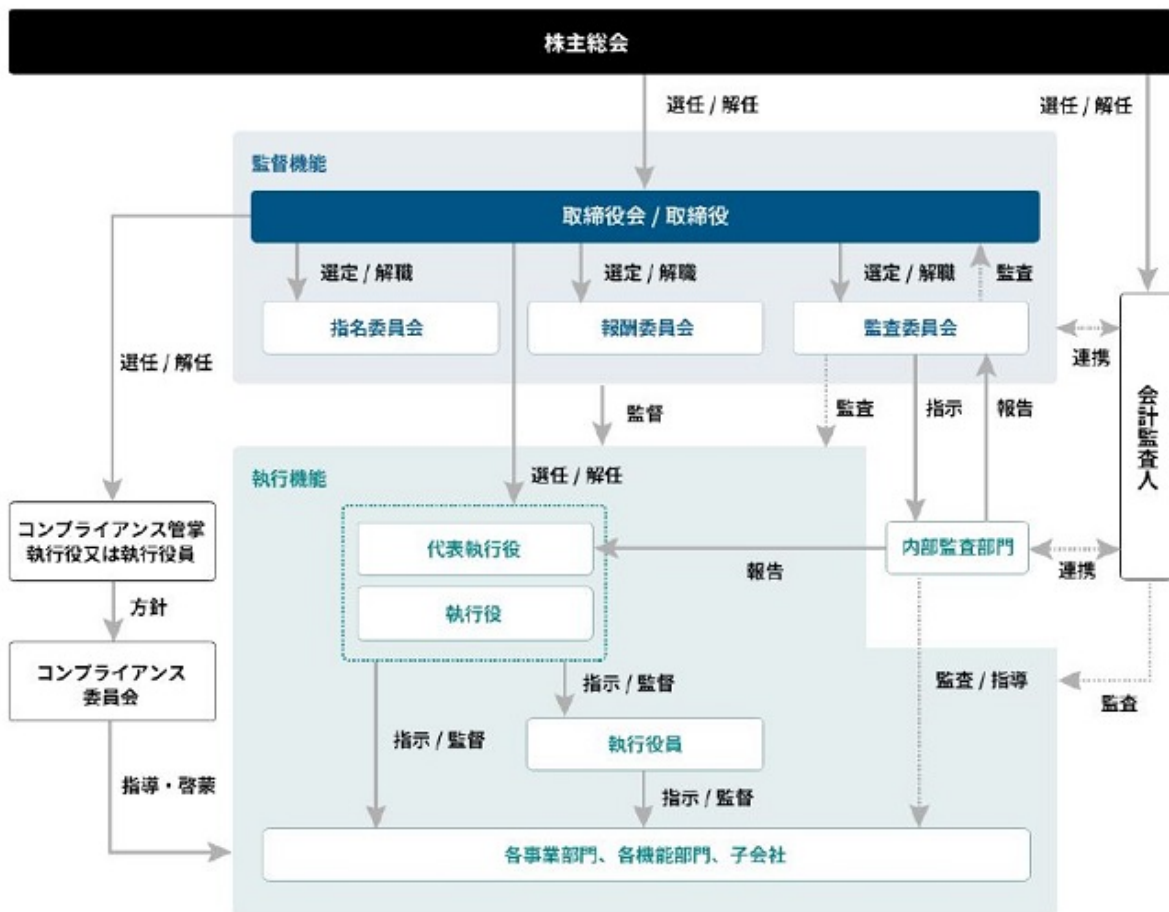 株主総会
選任 / 解任
選任 / 解任
監督機能
取締役会 / 取締役
選定 / 解職
選定 / 解職
選定 / 解職
監査
指名委員会
報酬委員会
監査委員会
連携
選任 / 解任
監督
監査
指示
報告
会計監査人
執行機能
選任 / 解任
コンプライアンス管掌
執行役又は執行役員
代表執行役
内部監査部門
報告
連携
方針
執行役
コンプライアンス
委員会
指示 / 監督
監査 / 指導
監査
指示 / 監督
執行役員
指導・啓蒙
指示 / 監督
各事業部門、各機能部門、子会社